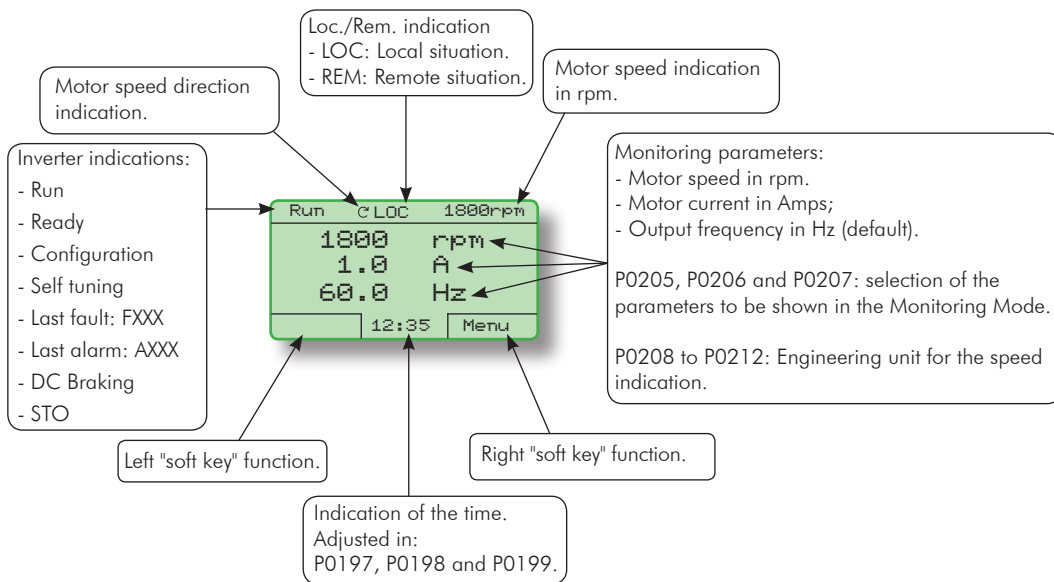 Loc./Rem. indication
- LOC: Local situation.
- REM: Remote situation.
Motor speed direction
indication.
Motor speed indication
in rpm.
Inverter indications:
- Run
- Ready
- Configuration
- Self tuning
- Last fault: FXXX
- Last alarm: AXXX
- DC Braking
- STO
Run LOC 1800rpm
1800 rpm
1.0 A
60.0 Hz
12:35 Menu
Monitoring parameters:
- Motor speed in rpm.
- Motor current in Amps;
- Output frequency in Hz (default).
P0205, P0206 and P0207: selection of the
parameters to be shown in the Monitoring Mode.
P0208 to P0212: Engineering unit for the speed
indication.
Left "soft key" function.
Right "soft key" function.
Indication of the time.
Adjusted in:
P0197, P0198 and P0199.